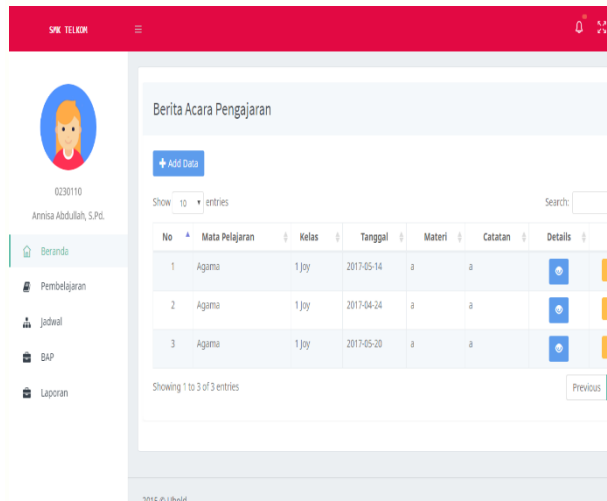 SMK TELKOM
0230110
Annisa Abdullah, S.Pd.
Beranda
Pembelajaran
Jadwal
BAP
Laporan
Berita Acara Pengajaran
+ Add Data
Show 10 entries
Search:
No Mata Pelajaran Kelas Tanggal Materi Catatan Details
1 Agama 1 Joy 2017-05-14 a a
2 Agama 1 Joy 2017-04-24 a a
3 Agama 1 Joy 2017-05-20 a a
Showing 1 to 3 of 3 entries
Previous
2015 © Ubold